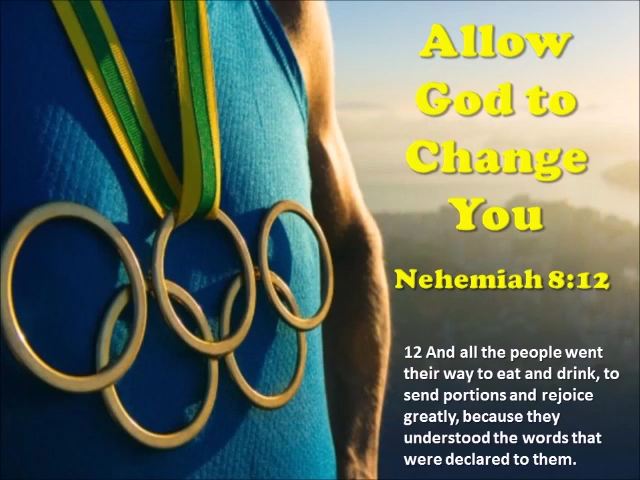 Allow
God to
Change
You
Nehemiah 8:12
12 And all the people went
their way to eat and drink, to
send portions and rejoice
greatly, because they
understood the words that
were declared to them.